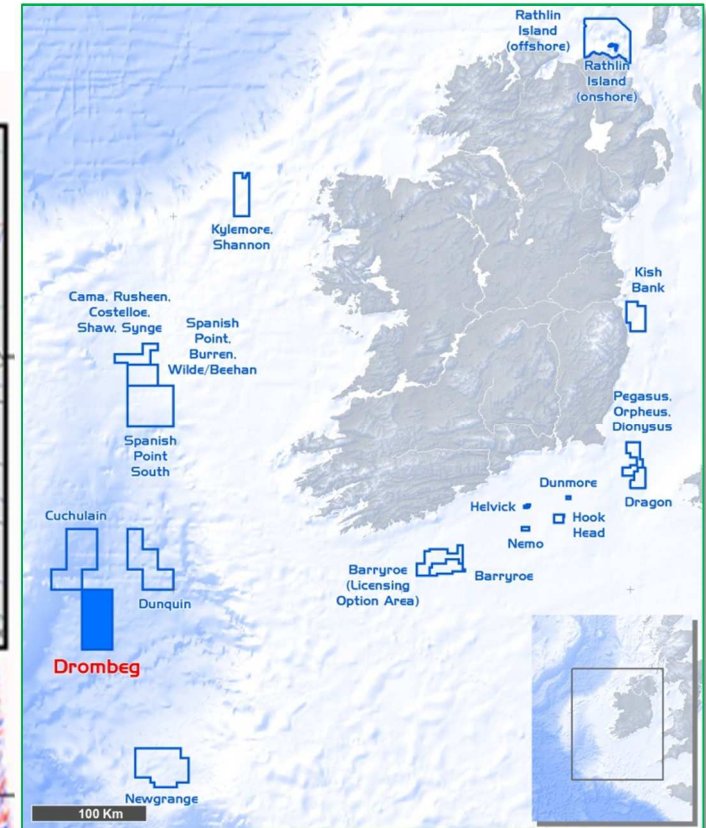 Rathlin
Island
(offshore)
Rathlin
Island
(onshore)
Kylemore,
Shannon
Kish
Bank
Cama, Rusheen,
Costelloe,
Shaw, Synge
Spanish
Point,
Burren,
Wilde/Beehan
Spanish
Point
South
Pegasus,
Orpheus,
Dionysus
Dragon
Dunmore
Helvick
Hook
Head
Nemo
Cuchulain
Dunquin
Barryroe
(Licensing
Option Area)
Barryroe
Drombeg
Newgrange
100 Km